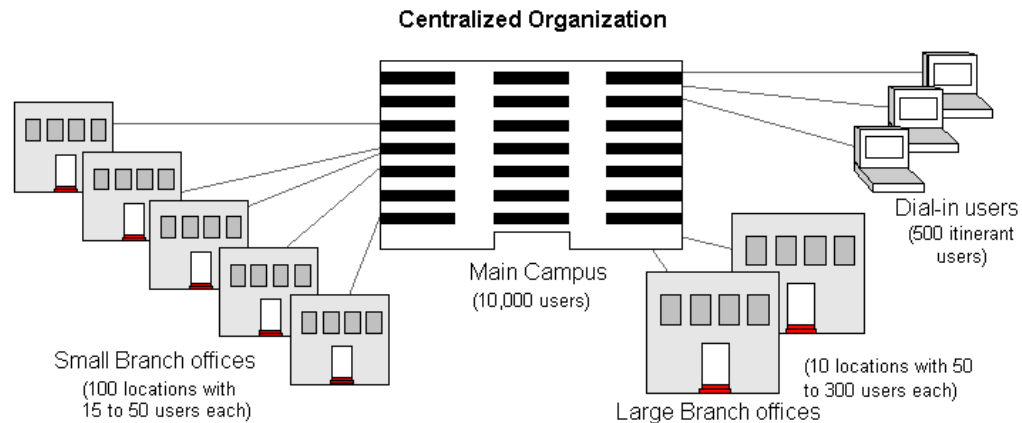 Centralized Organization
Dial-in users
(500 itinerant
users)
Main Campus
(10,000 users)
Small Branch offices
(100 locations with
15 to 50 users each)
(10 locations with 50
to 300 users each)
Large Branch offices